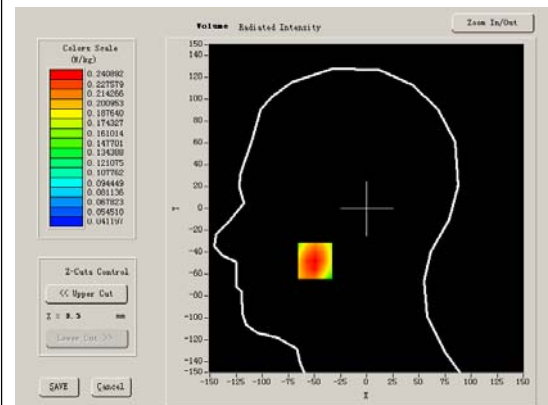 Volume Radiated Intensity
Zoom In/Out
Colors Scale
(W/kg)
0.240892
0.227579
0.214266
0.200953
0.187640
0.174327
0.161014
0.147701
0.134388
0.121075
0.107762
0.094449
0.081136
0.067823
0.054510
0.041197
Z-Cuts Control
<< Upper Cut
mm
Lower Cut >>
SAVE
Cancel
150
140
120
100
80
60
40
20
Y
0
-20
-40
-60
-80
-100
-120
-140
-150
-150 -125 -100 -75 -50 -25 0 25 50 75 100 125 150
X